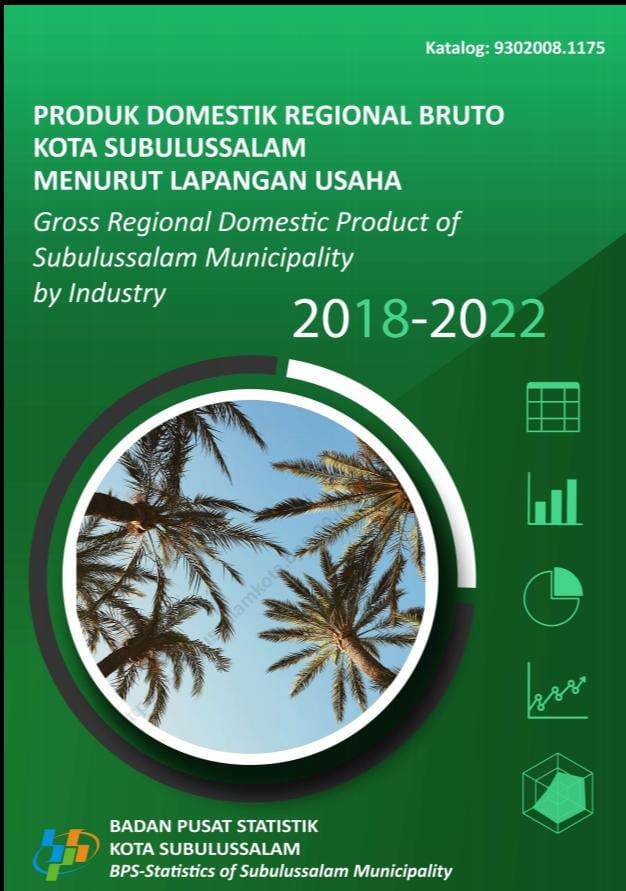 Katalog: 9302008.1175
PRODUK DOMESTIK REGIONAL BRUTO
KOTA SUBULUSSALAM
MENURUT LAPANGAN USAHA
Gross Regional Domestic Product of
Subulussalam Municipality
by Industry
2018-2022
BADAN PUSAT STATISTIK
KOTA SUBULUSSALAM
BPS-Statistics of Subulussalam Municipality